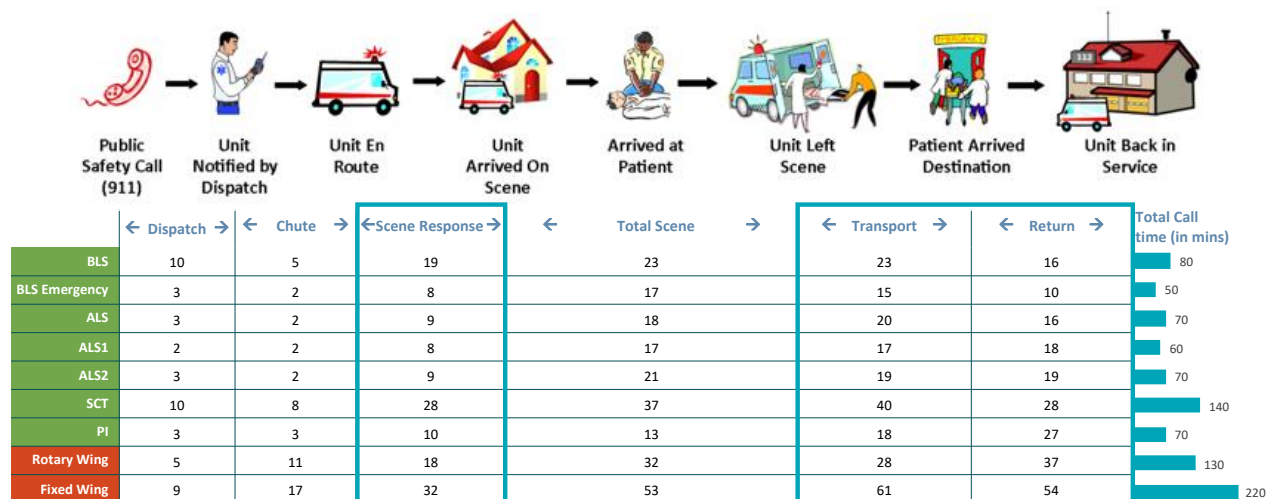 EMERGENCY
Public Safety Call (911)
Unit Notified by Dispatch
Unit En Route
Unit Arrived On Scene
Arrived at Patient
Unit Left Scene
Patient Arrived Destination
Unit Back in Service
← Dispatch → ← Chute → ←Scene Response→ ← Total Scene → ← Transport → ← Return → Total Call time (in mins)
BLS 10 5 19 23 23 16 80
BLS Emergency 3 2 8 17 15 10 50
ALS 3 2 9 18 20 16 70
ALS1 2 2 8 17 17 18 60
ALS2 3 2 9 21 19 19 70
SCT 10 8 28 37 40 28 140
PI 3 3 10 13 18 27 70
Rotary Wing 5 11 18 32 28 37 130
Fixed Wing 9 17 32 53 61 54 220